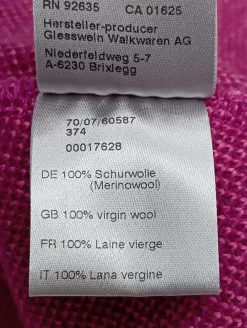 RN 92635 CA 01625
Hersteller-producer
Giesswein Walkwaren AG
Niederfeldweg 5-7
A-6230 Brixlegg
70/07/60587
374
00017628
DE 100% Schurwolle
(Merinowool)
GB 100% virgin wool
FR 100% Laine vierge
IT 100% Lana vergine